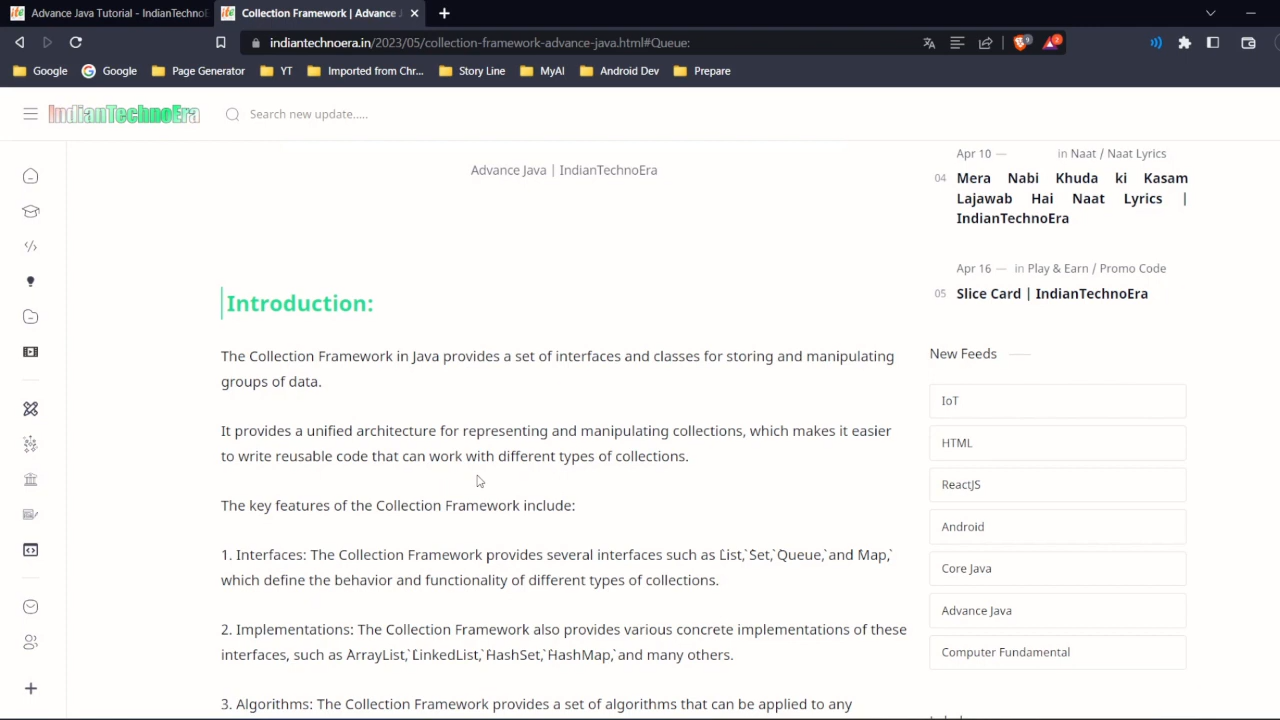 Advance Java Tutorial - IndianTechnoE
Collection Framework | Advance J
indiantechnoera.in/2023/05/collection-framework-advance-java.html#Queue:
9
2
Google
Google
Page Generator
YT
Imported from Chr...
Story Line
MyAI
Android Dev
Prepare
IndianTechnoEra
Search new update.....
Advance Java | IndianTechnoEra
Introduction:
The Collection Framework in Java provides a set of interfaces and classes for storing and manipulating
groups of data.
It provides a unified architecture for representing and manipulating collections, which makes it easier
to write reusable code that can work with different types of collections.
The key features of the Collection Framework include:
1. Interfaces: The Collection Framework provides several interfaces such as `List,` `Set,` `Queue,` and `Map,`
which define the behavior and functionality of different types of collections.
2. Implementations: The Collection Framework also provides various concrete implementations of these
interfaces, such as `ArrayList,` `LinkedList,` `HashSet,` `HashMap,` and many others.
3. Algorithms: The Collection Framework provides a set of algorithms that can be applied to any
Apr 10 — in Naat / Naat Lyrics
04 Mera Nabi Khuda ki Kasam
Lajawab Hai Naat Lyrics |
IndianTechnoEra
Apr 16 — in Play & Earn / Promo Code
05 Slice Card | IndianTechnoEra
New Feeds
IoT
HTML
ReactJS
Android
Core Java
Advance Java
Computer Fundamental